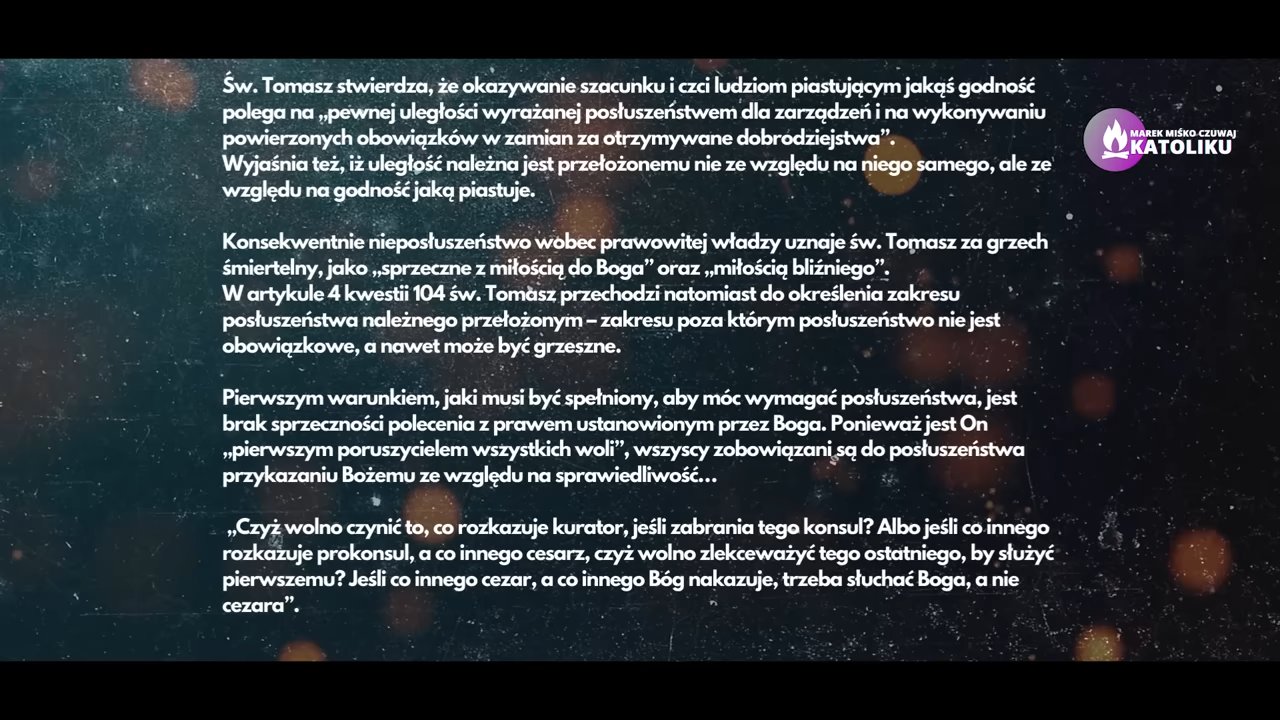 Św. Tomasz stwierdza, że okazywanie szacunku i czci ludziom piastującym jakąś godność
polega na „pewnej uległości wyrażanej posłuszeństwem dla zarządzeń i na wykonywaniu
powierzonych obowiązków w zamian za otrzymywane dobrodziejstwa”.
Wyjaśnia też, iż uległość należna jest przełożonemu nie ze względu na niego samego, ale ze
względu na godność jaką piastuje.
Konsekwentnie nieposłuszeństwo wobec prawowitej władzy uznaje św. Tomasz za grzech
śmiertelny, jako „sprzeczne z miłością do Boga” oraz „miłością bliźniego”.
W artykule 4 kwestii 104 św. Tomasz przechodzi natomiast do określenia zakresu
posłuszeństwa należnego przełożonym – zakresu poza którym posłuszeństwo nie jest
obowiązkowe, a nawet może być grzeszne.
Pierwszym warunkiem, jaki musi być spełniony, aby móc wymagać posłuszeństwa, jest
brak sprzeczności polecenia z prawem ustanowionym przez Boga. Ponieważ jest On
„pierwszym poruszycielem wszystkich woli”, wszyscy zobowiązani są do posłuszeństwa
przykazaniu Bożemu ze względu na sprawiedliwość...
„Czyż wolno czynić to, co rozkazuje kurator, jeśli zabrania tego konsul? Albo jeśli co innego
rozkazuje prokonsul, a co innego cesarz, czyż wolno zlekceważyć tego ostatniego, by służyć
pierwszemu? Jeśli co innego cezar, a co innego Bóg nakazuje, trzeba słuchać Boga, a nie
cezara”.
MAREK MIŚKO CZUWAJ
KATOLIKU